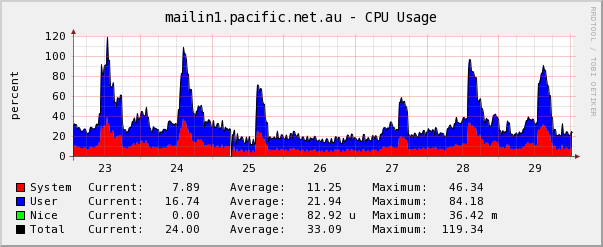 mailin1.pacific.net.au - CPU Usage
RRDTOOL / TOBI OETIKER
percent
120
100
80
60
40
20
0
23 24 25 26 27 28 29
System Current: 7.89 Average: 11.25 Maximum: 46.34
User Current: 16.74 Average: 21.94 Maximum: 84.18
Nice Current: 0.00 Average: 82.92 u Maximum: 36.42 m
Total Current: 24.00 Average: 33.09 Maximum: 119.34